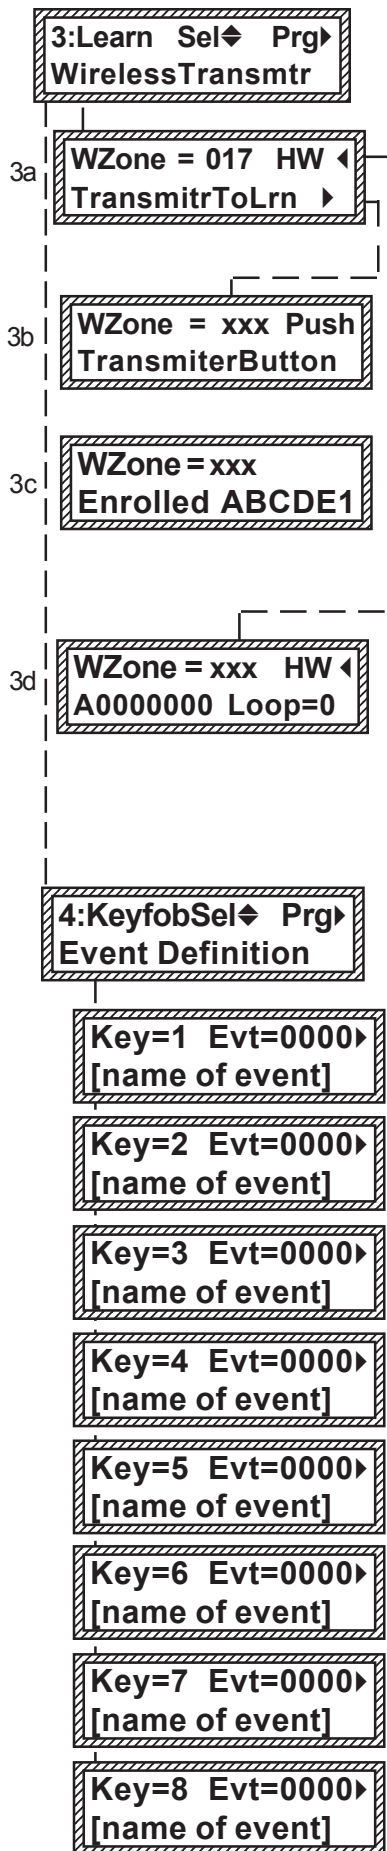 3:Learn Sel◆ Prg▶
WirelessTransmtr
3a
WZone = 017 HW ◀
TransmitrToLrn ▶
3b
WZone = xxx Push
TransmiterButton
3c
WZone = xxx
Enrolled ABCDE1
3d
WZone = xxx HW ◀
A0000000 Loop=0
4:KeyfobSel◆ Prg▶
Event Definition
Key=1 Evt=0000▶
[name of event]
Key=2 Evt=0000▶
[name of event]
Key=3 Evt=0000▶
[name of event]
Key=4 Evt=0000▶
[name of event]
Key=5 Evt=0000▶
[name of event]
Key=6 Evt=0000▶
[name of event]
Key=7 Evt=0000▶
[name of event]
Key=8 Evt=0000▶
[name of event]